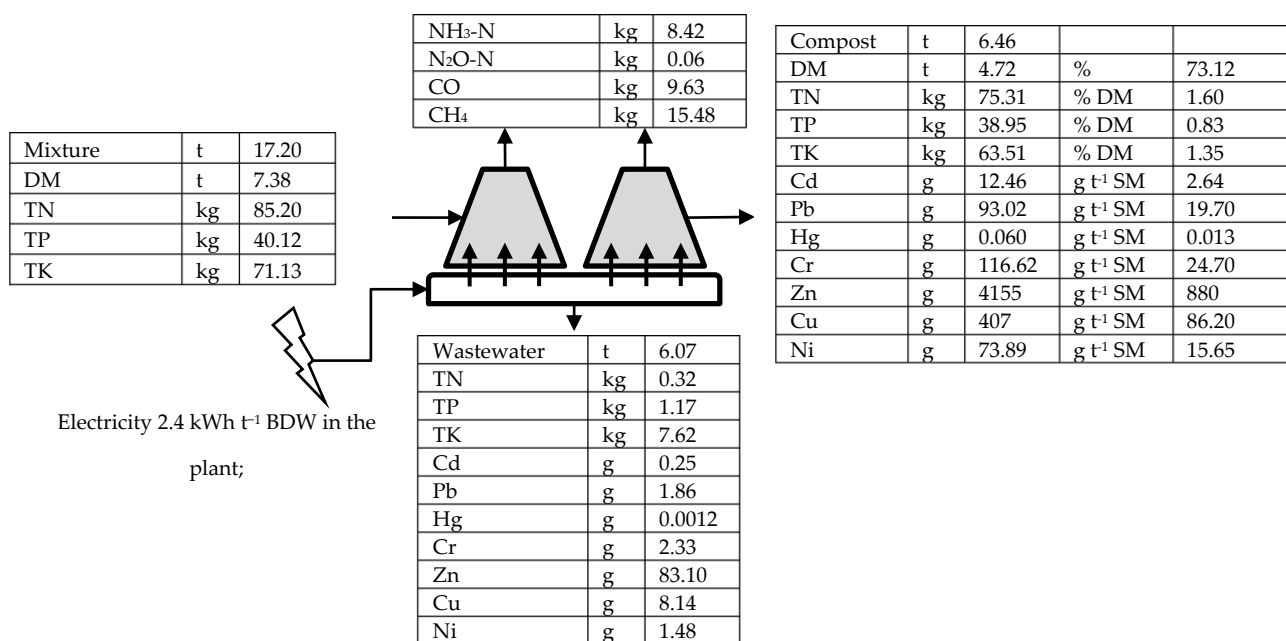 NH₃-N kg 8.42
N₂O-N kg 0.06
CO kg 9.63
CH₄ kg 15.48
Mixture t 17.20
DM t 7.38
TN kg 85.20
TP kg 40.12
TK kg 71.13
Compost t 6.46
DM t 4.72 % 73.12
TN kg 75.31 % DM 1.60
TP kg 38.95 % DM 0.83
TK kg 63.51 % DM 1.35
Cd g 12.46 g t⁻¹ SM 2.64
Pb g 93.02 g t⁻¹ SM 19.70
Hg g 0.060 g t⁻¹ SM 0.013
Cr g 116.62 g t⁻¹ SM 24.70
Zn g 4155 g t⁻¹ SM 880
Cu g 407 g t⁻¹ SM 86.20
Ni g 73.89 g t⁻¹ SM 15.65
Electricity 2.4 kWh t⁻¹ BDW in the
plant;
Wastewater t 6.07
TN kg 0.32
TP kg 1.17
TK kg 7.62
Cd g 0.25
Pb g 1.86
Hg g 0.0012
Cr g 2.33
Zn g 83.10
Cu g 8.14
Ni g 1.48